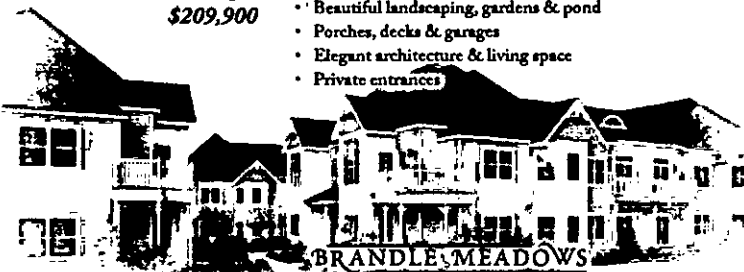 $209,900
• Beautiful landscaping, gardens & pond
• Porches, decks & garages
• Elegant architecture & living space
• Private entrances
BRANDLE MEADOWS